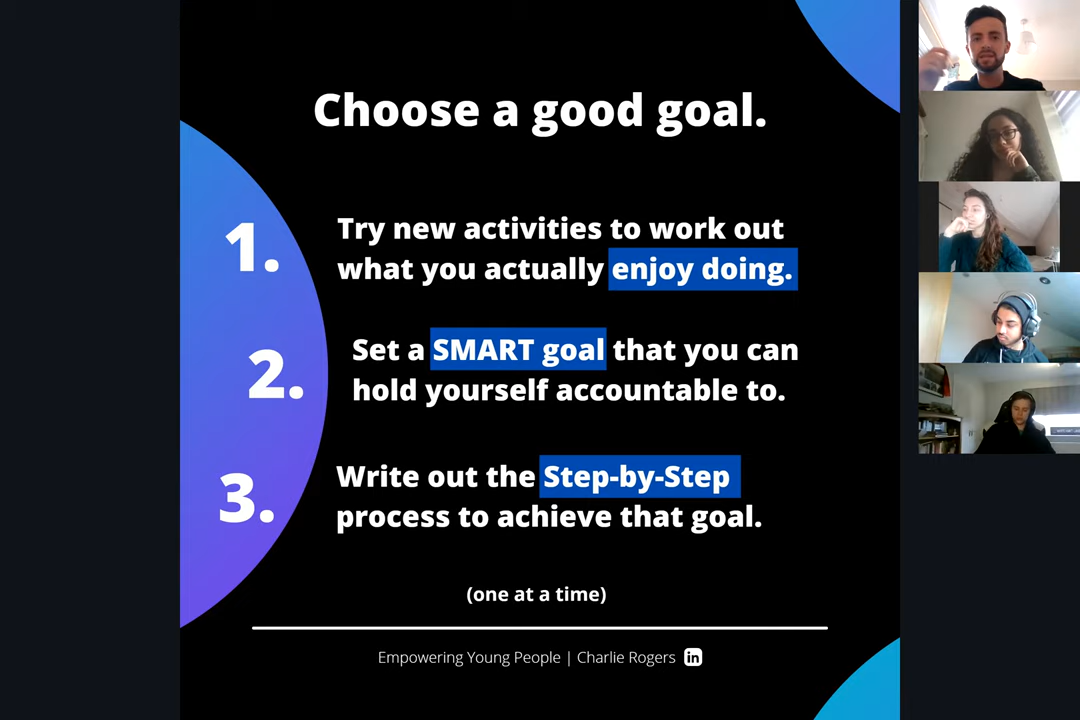 Choose a good goal.
1.
Try new activities to work out
what you actually enjoy doing.
2.
Set a SMART goal that you can
hold yourself accountable to.
3.
Write out the Step-by-Step
process to achieve that goal.
(one at a time)
Empowering Young People | Charlie Rogers in